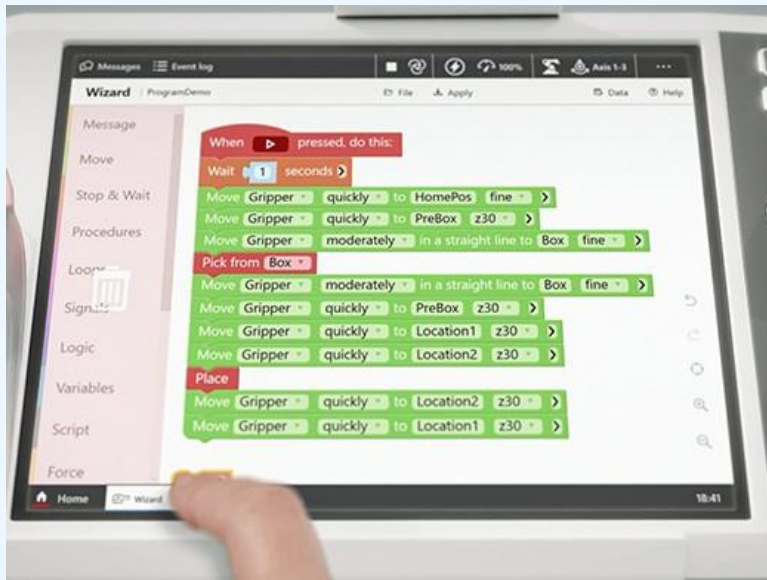 Messages Event log 100% Axis 1-3 ...
Wizard ProgramDemo File Apply Data Help
Message
Move
Stop & Wait
Procedures
Loops
Signals
Logic
Variables
Script
Force
When pressed, do this:
Wait 1 seconds
Move Gripper quickly to HomePos fine
Move Gripper quickly to PreBox z30
Move Gripper moderately in a straight line to Box fine
Pick from Box
Move Gripper moderately in a straight line to Box fine
Move Gripper quickly to PreBox z30
Move Gripper quickly to Location1 z30
Move Gripper quickly to Location2 z30
Place
Move Gripper quickly to Location2 z30
Move Gripper quickly to Location1 z30
Home Wizard 18:41